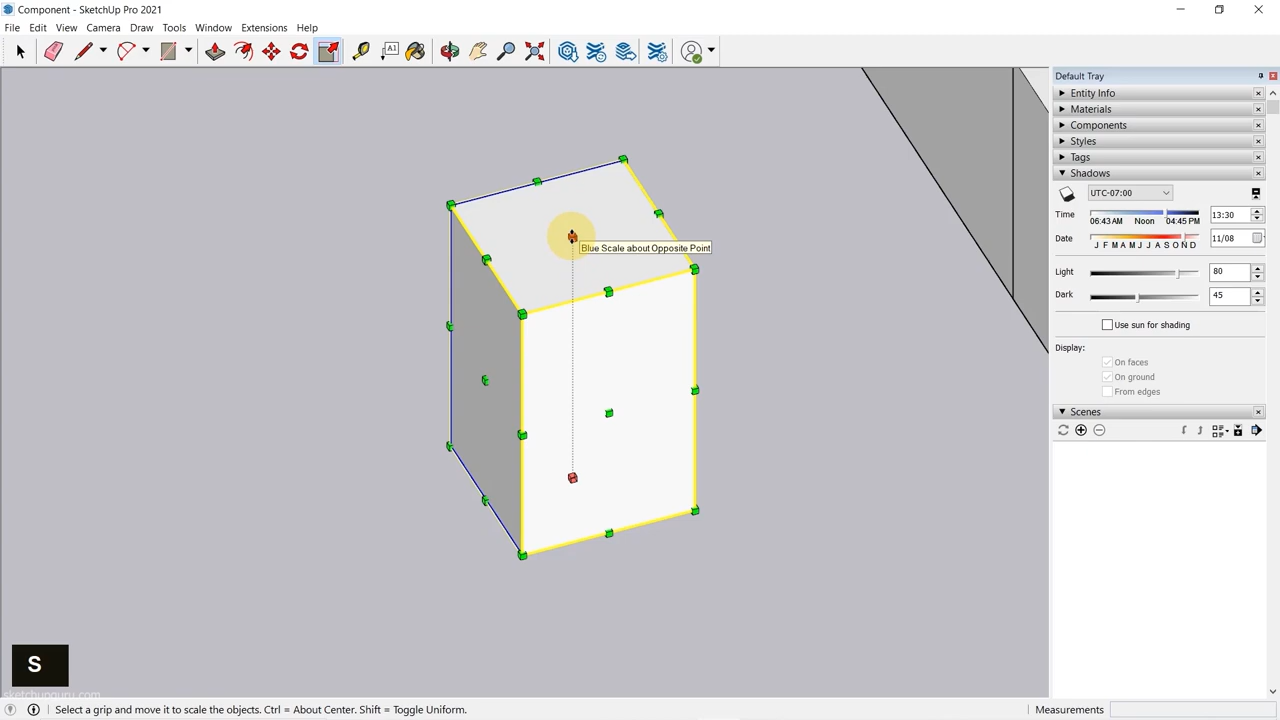 Component - SketchUp Pro 2021
File Edit View Camera Draw Tools Window Extensions Help
A1
Default Tray
Entity Info
Materials
Components
Styles
Tags
Shadows
UTC-07:00
Time 06:43 AM Noon 04:45 PM 13:30
Date J F M A M J J A S O N D 11/08
Light 80
Dark 45
Use sun for shading
Display:
On faces
On ground
From edges
Scenes
Blue Scale about Opposite Point
S
sketchupguru.com
Select a grip and move it to scale the objects. Ctrl = About Center. Shift = Toggle Uniform.
Measurements